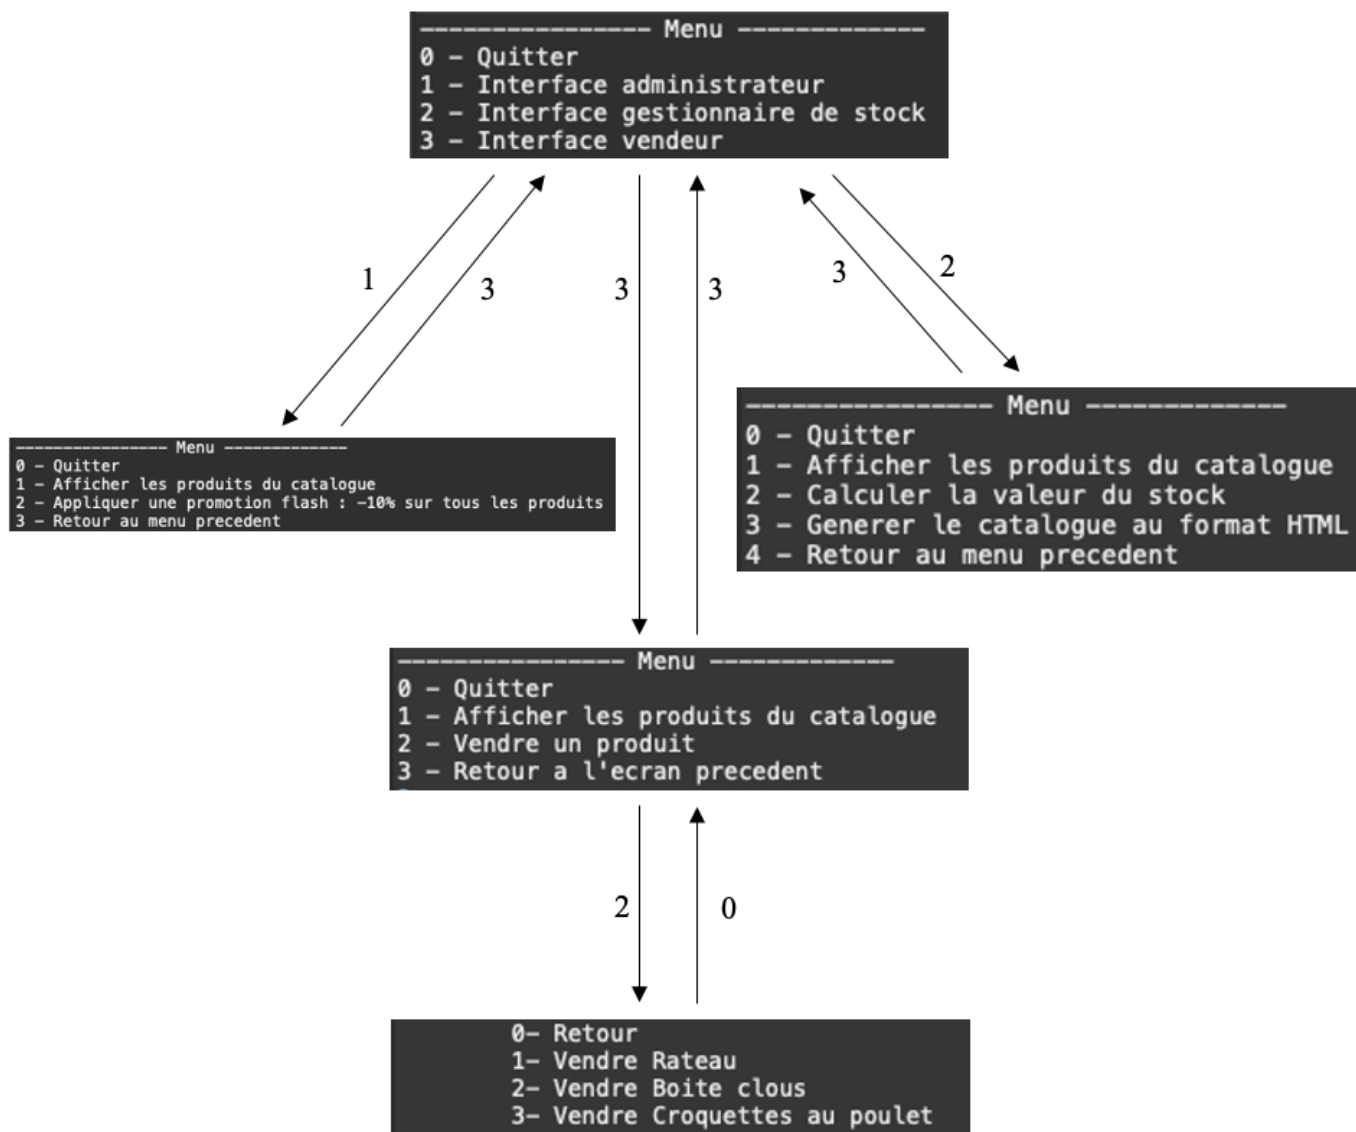 ---------------- Menu -------------
0 - Quitter
1 - Interface administrateur
2 - Interface gestionnaire de stock
3 - Interface vendeur
1
3
3
3
3
2
---------------- Menu -------------
0 - Quitter
1 - Afficher les produits du catalogue
2 - Appliquer une promotion flash : -10% sur tous les produits
3 - Retour au menu precedent
---------------- Menu -------------
0 - Quitter
1 - Afficher les produits du catalogue
2 - Calculer la valeur du stock
3 - Generer le catalogue au format HTML
4 - Retour au menu precedent
---------------- Menu -------------
0 - Quitter
1 - Afficher les produits du catalogue
2 - Vendre un produit
3 - Retour a l'ecran precedent
2
0
0- Retour
1- Vendre Rateau
2- Vendre Boite clous
3- Vendre Croquettes au poulet